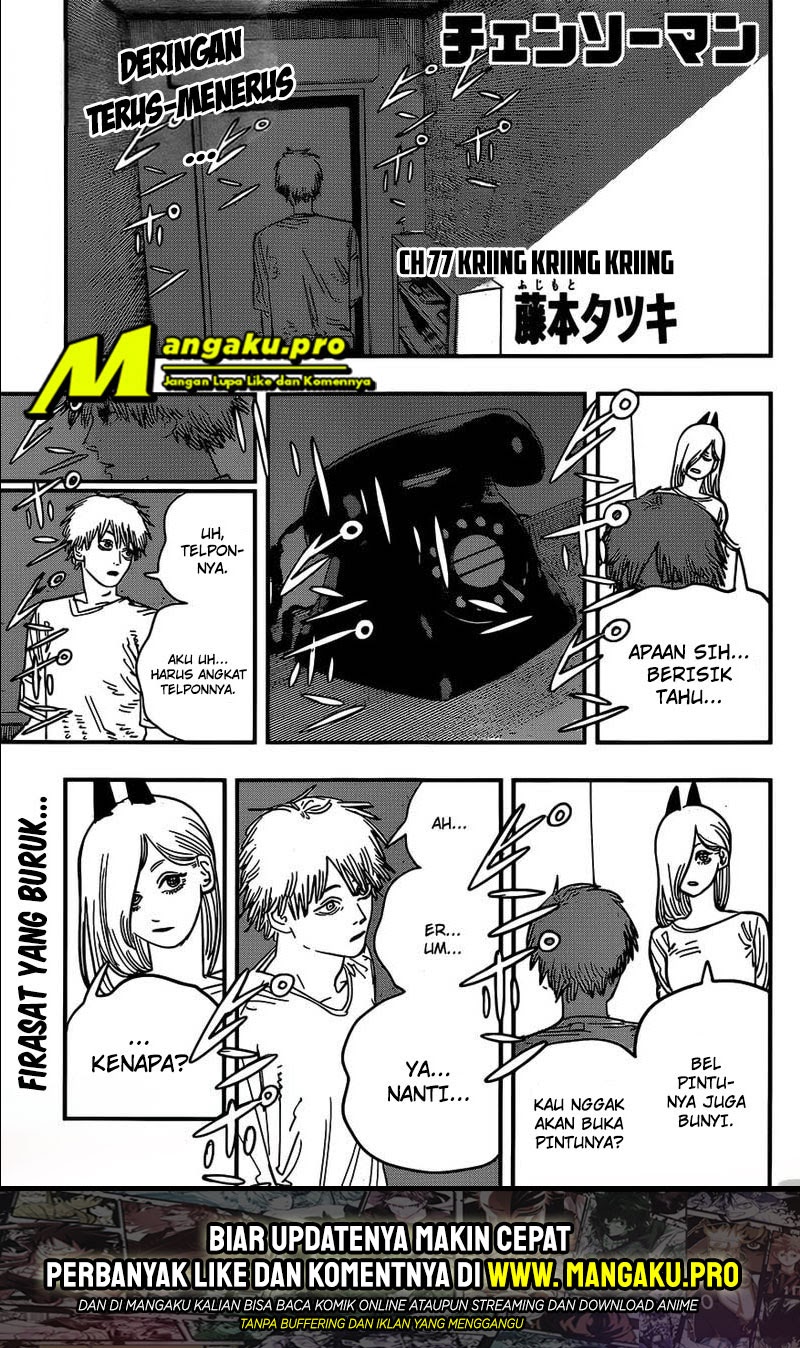 チェンソーマン
DERINGAN
TERUS-MENERUS
...
CH 77 KRIING KRIING KRIING
ふじもと
藤本タツキ
Mangaku.pro
Jangan Lupa Like dan Komennya
APAAN SIH...
BERISIK
TAHU...
UH,
TELPON-
NYA.
AKU UH...
HARUS ANGKAT
TELPONNYA.
BEL
PINTU-
NYA JUGA
BUNYI.
KAU NGGAK
AKAN BUKA
PINTUNYA?
AH...
ER...
UM...
YA...
NANTI...
...
KENAPA?
FIRASAT YANG BURUK...
BIAR UPDATENYA MAKIN CEPAT
PERBANYAK LIKE DAN KOMENTNYA DI WWW. MANGAKU.PRO
DAN DI MANGAKU KALIAN BISA BACA KOMIK ONLINE ATAUPUN STREAMING DAN DOWNLOAD ANIME
TANPA BUFFERING DAN IKLAN YANG MENGGANGU